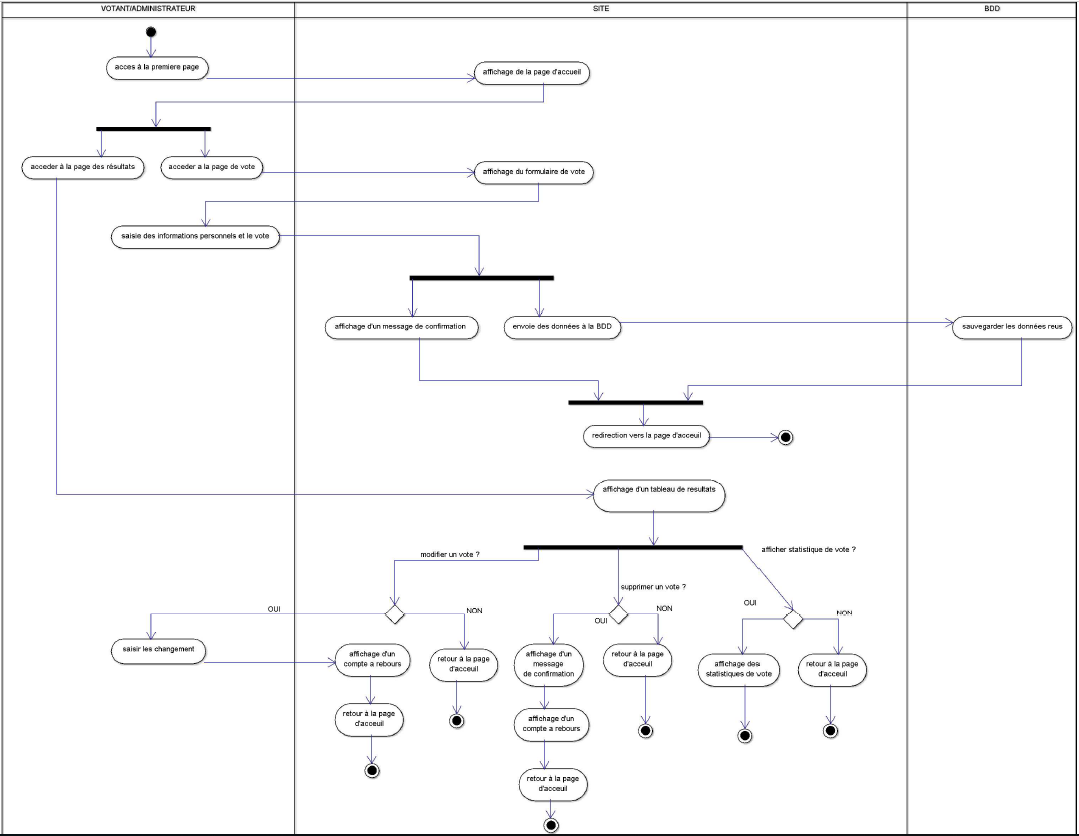 VOTANT/ADMINISTRATEUR
SITE
BDD
acces à la premiere page
affichage de la page d'accueil
acceder à la page des résultats
acceder a la page de vote
affichage du formulaire de vote
saisie des informations personnels et le vote
affichage d'un message de confirmation
envoie des données à la BDD
sauvegarder les données reus
redirection vers la page d'acceuil
affichage d'un tableau de resultats
modifier un vote ?
afficher statistique de vote ?
supprimer un vote ?
OUI
NON
OUI
NON
OUI
NON
saisir les changement
affichage d'un
compte a rebours
retour à la page
d'acceuil
affichage d'un
message
de confirmation
retour à la page
d'acceuil
affichage des
statistiques de vote
retour à la page
d'acceuil
retour à la page
d'acceuil
affichage d'un
compte a rebours
retour à la page
d'acceuil